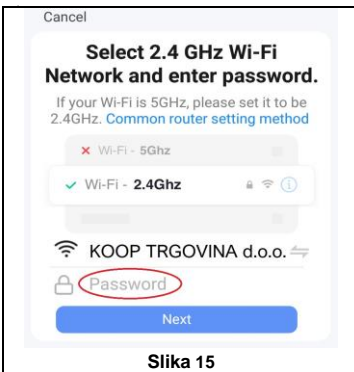 Cancel
Select 2.4 GHz Wi-Fi
Network and enter password.
If your Wi-Fi is 5GHz, please set it to be
2.4GHz. Common router setting method
Wi-Fi - 5Ghz
Wi-Fi - 2.4Ghz
KOOP TRGOVINA d.o.o.
Password
Next
Slika 15